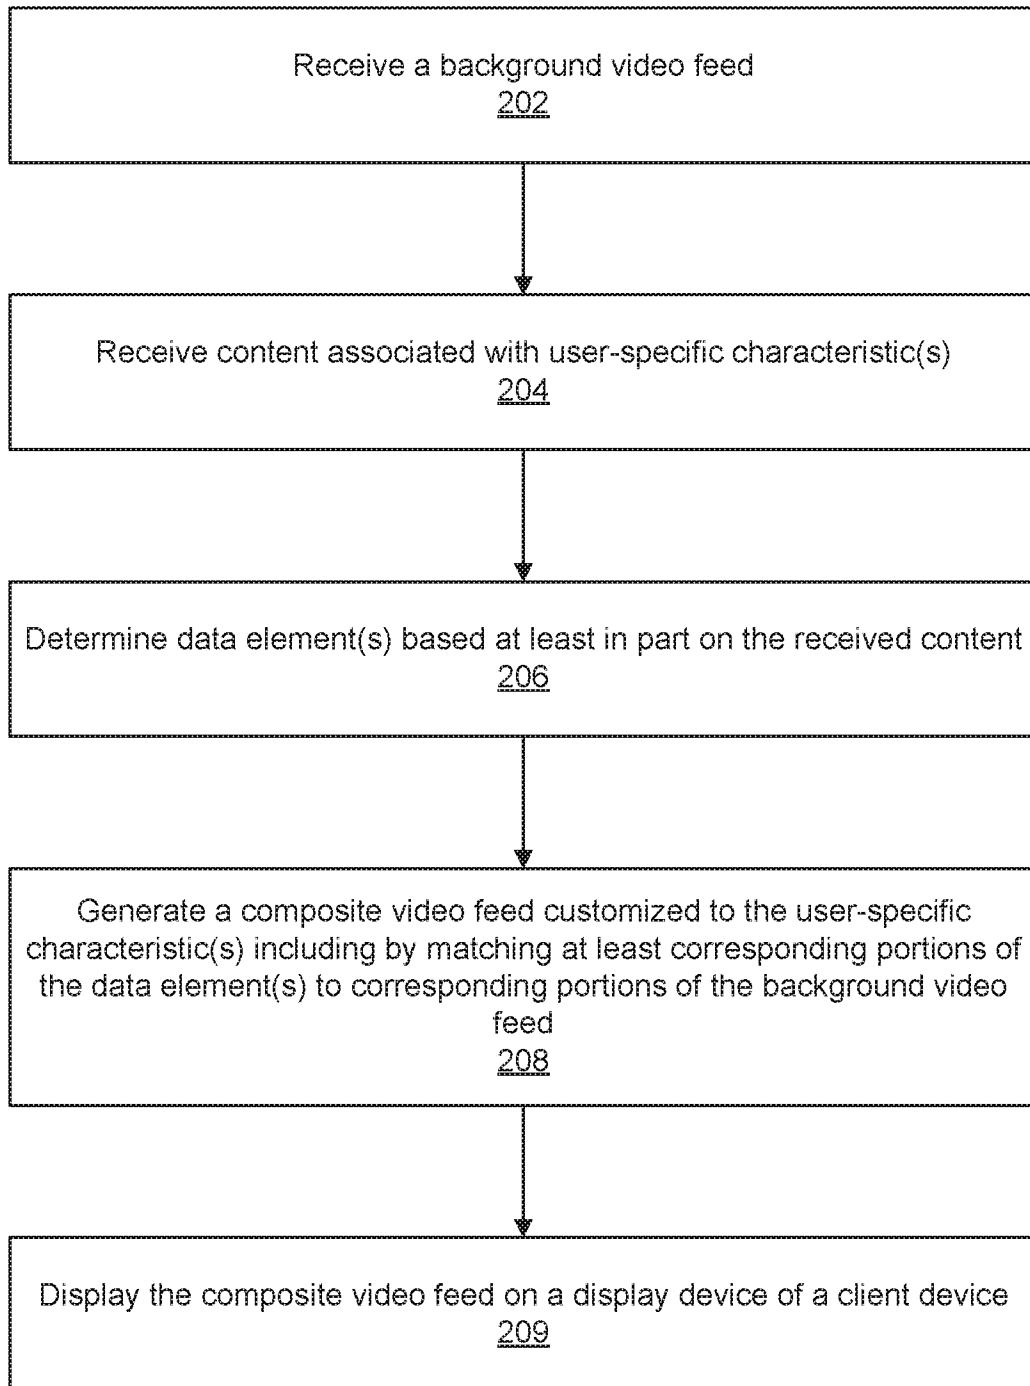 Receive a background video feed
202
Receive content associated with user-specific characteristic(s)
204
Determine data element(s) based at least in part on the received content
206
Generate a composite video feed customized to the user-specific
characteristic(s) including by matching at least corresponding portions of
the data element(s) to corresponding portions of the background video
feed
208
Display the composite video feed on a display device of a client device
209